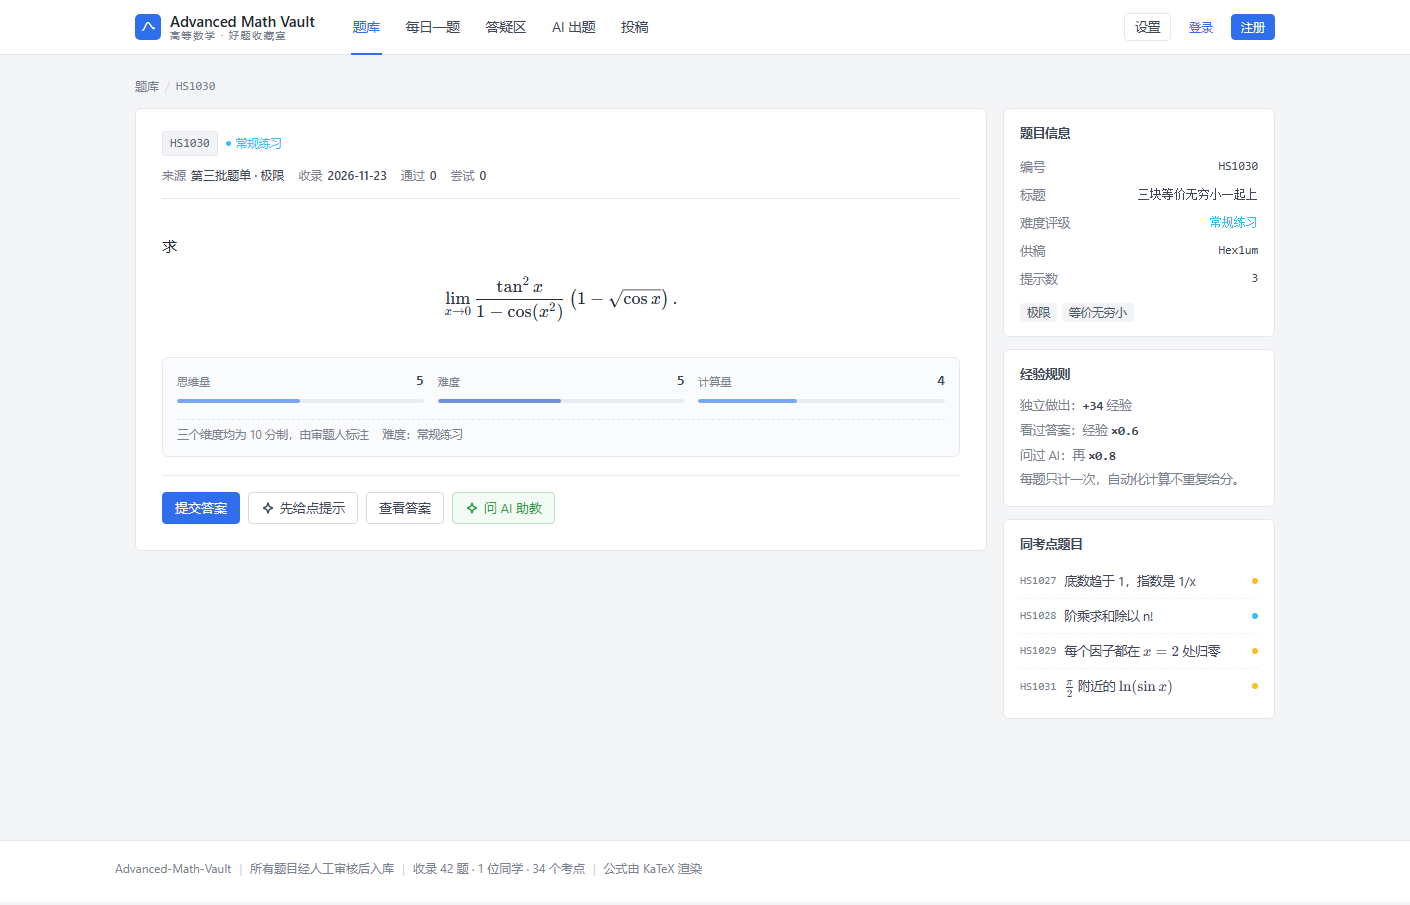 Advanced Math Vault
高等数学 · 好题收藏室
题库 每日一题 答疑区 AI 出题 投稿
设置 登录 注册
题库 / HS1030
HS1030 常规练习
来源 第三批题单 · 极限 收录 2026-11-23 通过 0 尝试 0
求
lim_{x→0} \frac{tan² x}{1 − cos(x²)} (1 − √cos x).
思维量 5 难度 5 计算量 4
三个维度均为 10 分制，由审题人标注 难度：常规练习
提交答案 先给点提示 查看答案 问 AI 助教
题目信息
编号 HS1030
标题 三块等价无穷小一起上
难度评级 常规练习
供稿 Hex1um
提示数 3
极限 等价无穷小
经验规则
独立做出：+34 经验
看过答案：经验 ×0.6
问过 AI：再 ×0.8
每题只计一次，自动化计算不重复给分。
同考点题目
HS1027 底数趋于 1，指数是 1/x
HS1028 阶乘求和除以 n!
HS1029 每个因子都在 x = 2 处归零
HS1031 π/2 附近的 ln(sin x)
Advanced-Math-Vault | 所有题目经人工审核后入库 | 收录 42 题 · 1 位同学 · 34 个考点 | 公式由 KaTeX 渲染